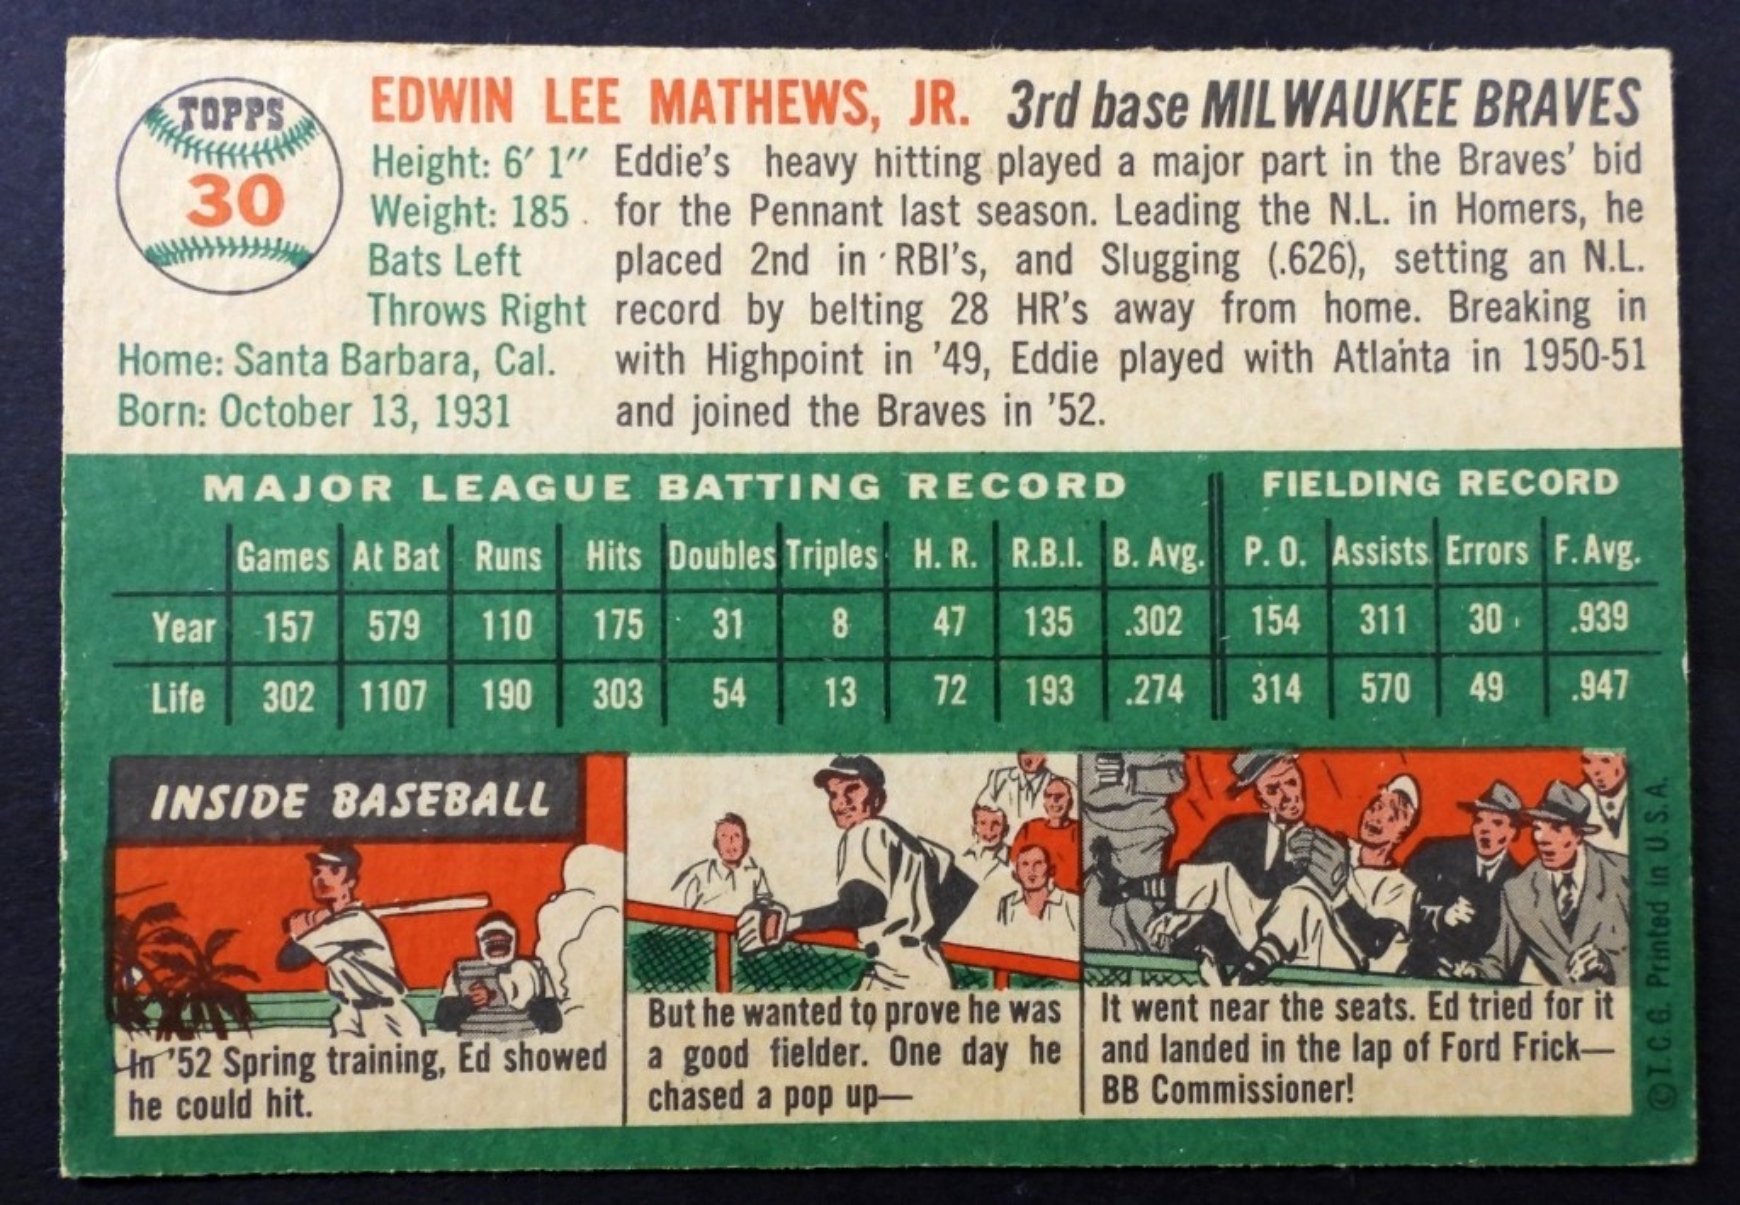 TOPPS
30
EDWIN LEE MATHEWS, JR. 3rd base MILWAUKEE BRAVES
Height: 6′ 1″
Weight: 185
Bats Left
Throws Right
Home: Santa Barbara, Cal.
Born: October 13, 1931
Eddie's heavy hitting played a major part in the Braves' bid
for the Pennant last season. Leading the N.L. in Homers, he
placed 2nd in RBI's, and Slugging (.626), setting an N.L.
record by belting 28 HR's away from home. Breaking in
with Highpoint in '49, Eddie played with Atlanta in 1950-51
and joined the Braves in '52.
MAJOR LEAGUE BATTING RECORD FIELDING RECORD
Games At Bat Runs Hits Doubles Triples H. R. R.B.I. B. Avg. P. O. Assists Errors F. Avg.
Year 157 579 110 175 31 8 47 135 .302 154 311 30 .939
Life 302 1107 190 303 54 13 72 193 .274 314 570 49 .947
INSIDE BASEBALL
In '52 Spring training, Ed showed
he could hit.
But he wanted to prove he was
a good fielder. One day he
chased a pop up—
It went near the seats. Ed tried for it
and landed in the lap of Ford Frick—
BB Commissioner!
© T. C. G. Printed in U. S. A.